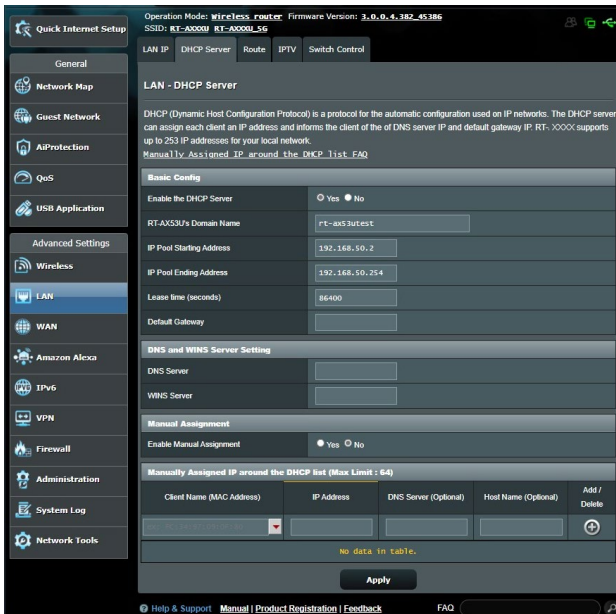 Quick Internet Setup
General
Network Map
Guest Network
AiProtection
QoS
USB Application
Advanced Settings
Wireless
LAN
WAN
Amazon Alexa
IPv6
VPN
Firewall
Administration
System Log
Network Tools
Operation Mode: Wireless router Firmware Version: 3.0.0.4.382_45386
SSID: RT-AXXXU RT-AXXXU_5G
LAN IP DHCP Server Route IPTV Switch Control
LAN - DHCP Server
DHCP (Dynamic Host Configuration Protocol) is a protocol for the automatic configuration used on IP networks. The DHCP server
can assign each client an IP address and informs the client of the of DNS server IP and default gateway IP. RT- XXXX supports
up to 253 IP addresses for your local network.
Manually Assigned IP around the DHCP list FAQ
Basic Config
Enable the DHCP Server Yes No
RT-AX53U's Domain Name rt-ax53utest
IP Pool Starting Address 192.168.50.2
IP Pool Ending Address 192.168.50.254
Lease time (seconds) 86400
Default Gateway
DNS and WINS Server Setting
DNS Server
WINS Server
Manual Assignment
Enable Manual Assignment Yes No
Manually Assigned IP around the DHCP list (Max Limit : 64)
Client Name (MAC Address) IP Address DNS Server (Optional) Host Name (Optional) Add /
Delete
No data in table.
Apply
Help & Support Manual | Product Registration | Feedback FAQ